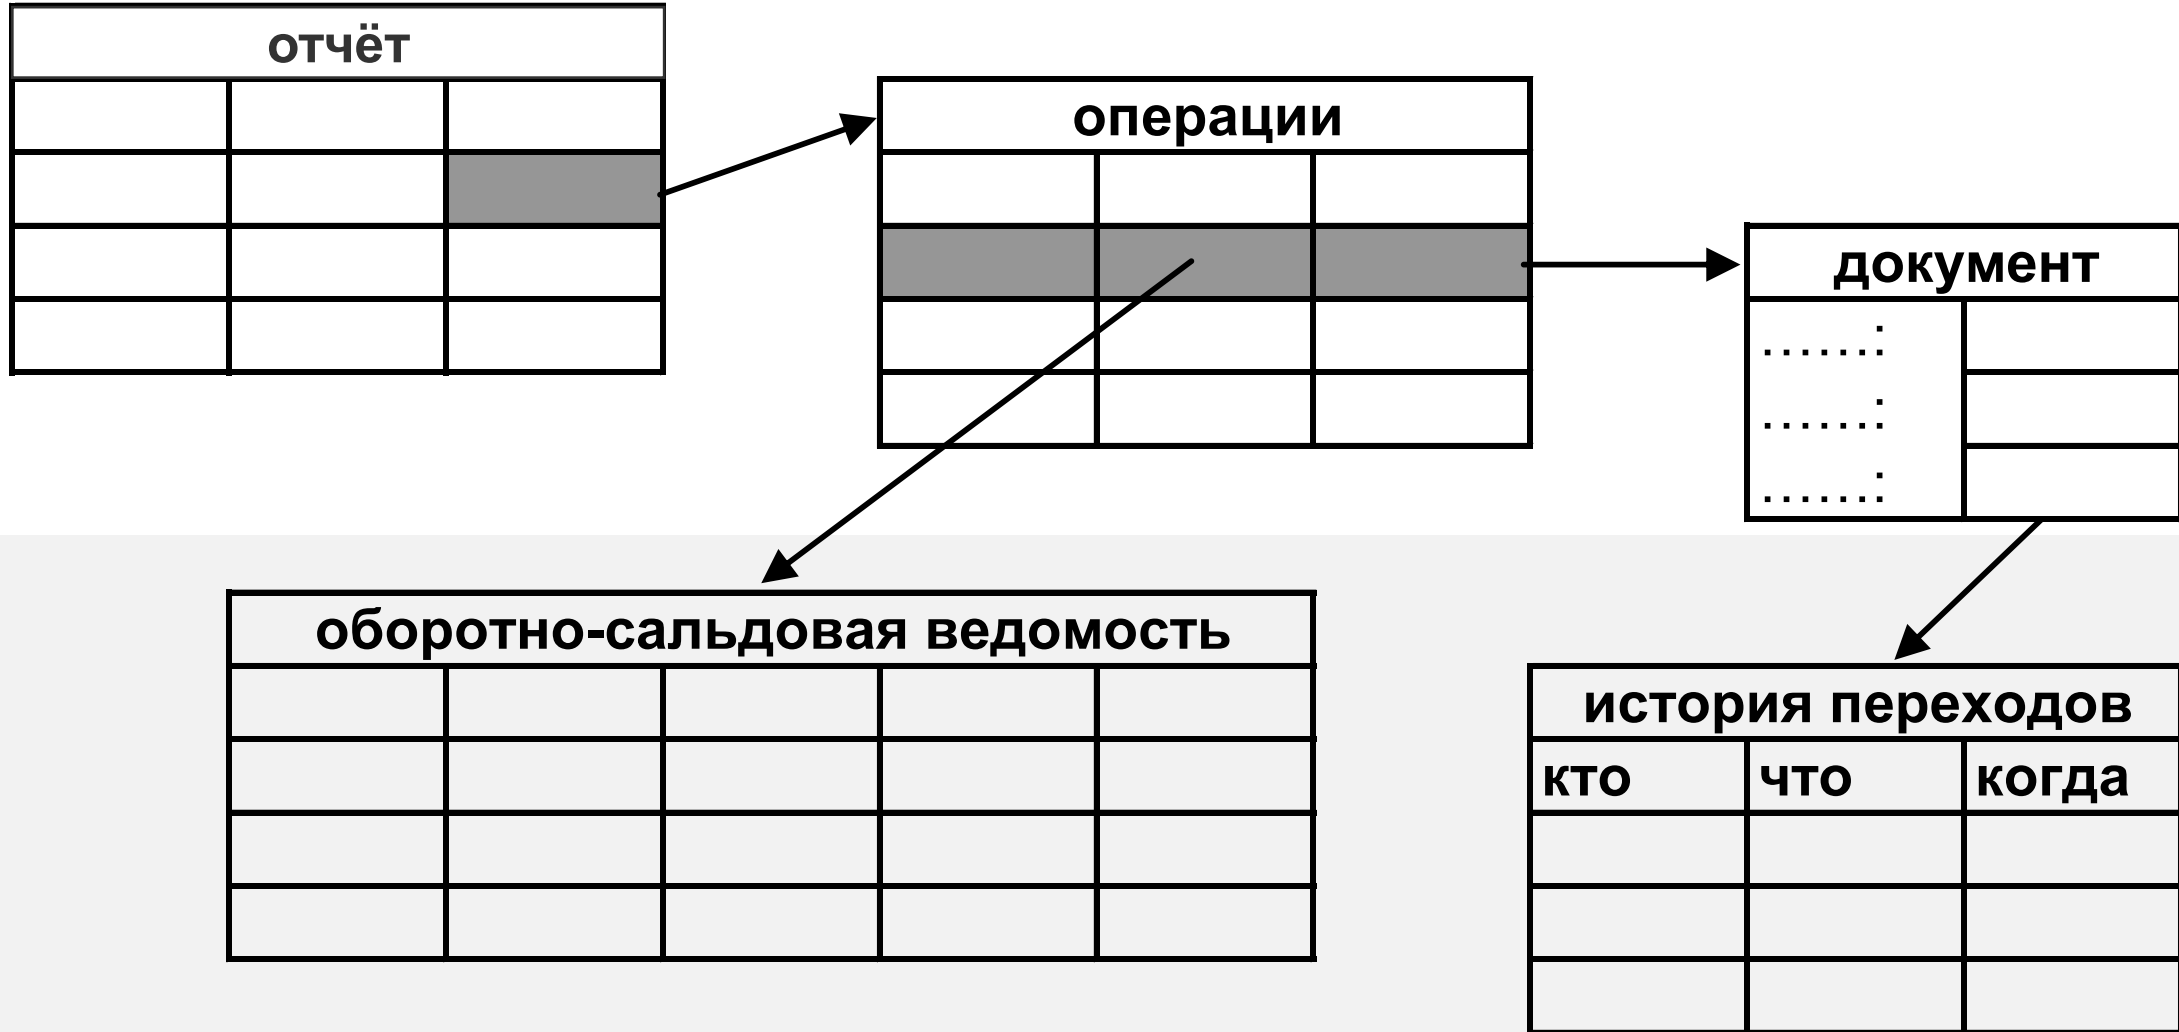 отчёт
операции
документ
......:
......:
......:
оборотно-сальдовая ведомость
история переходов
кто что когда